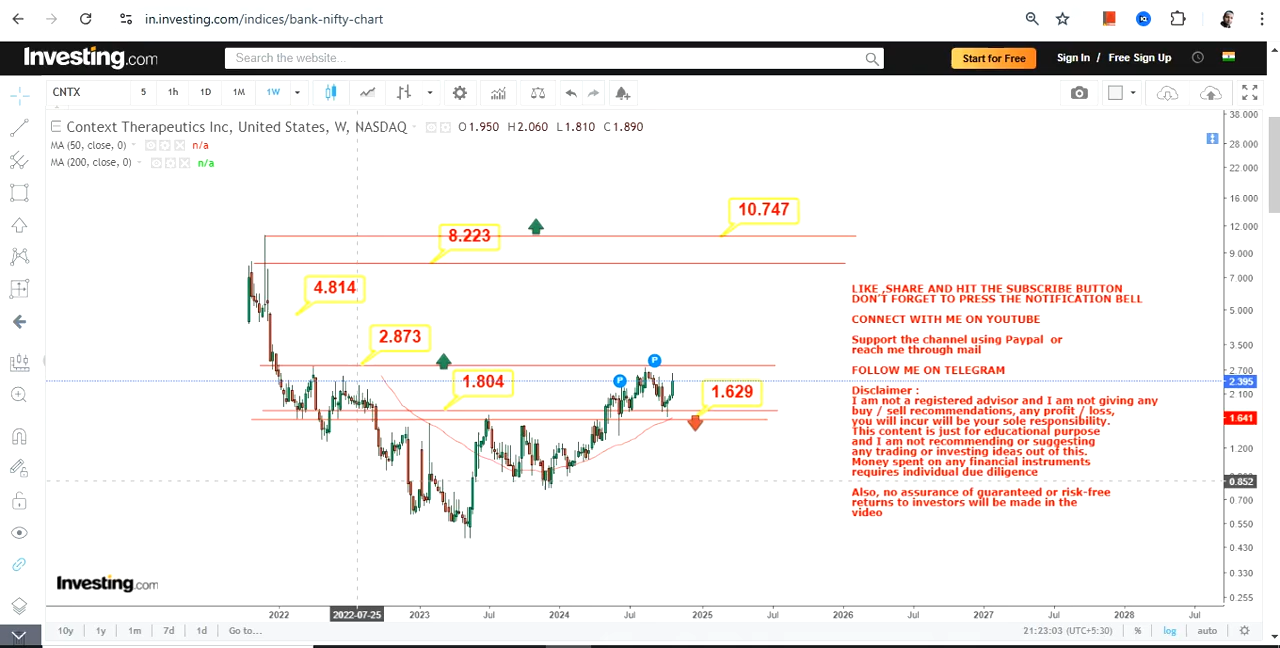 in.investing.com/indices/bank-nifty-chart
Investing.com
Search the website...
Start for Free
Sign In / Free Sign Up
CNTX
5 1h 1D 1M 1W
Context Therapeutics Inc, United States, W, NASDAQ O1.950 H2.060 L1.810 C1.890
MA (50, close, 0) n/a
MA (200, close, 0) n/a
38.000
28.000
22.000
16.000
12.000
9.000
7.000
5.000
3.500
2.700
2.395
2.100
1.641
1.200
0.852
0.700
0.550
0.430
0.330
0.255
10.747
8.223
4.814
2.873
1.804
1.629
P
P
LIKE ,SHARE AND HIT THE SUBSCRIBE BUTTON
DON'T FORGET TO PRESS THE NOTIFICATION BELL
CONNECT WITH ME ON YOUTUBE
Support the channel using Paypal or
reach me through mail
FOLLOW ME ON TELEGRAM
Disclaimer :
I am not a registered advisor and I am not giving any
buy / sell recommendations, any profit / loss,
you will incur will be your sole responsibility.
This content is just for educational purpose
and I am not recommending or suggesting
any trading or investing ideas out of this.
Money spent on any financial instruments
requires individual due diligence
Also, no assurance of guaranteed or risk-free
returns to investors will be made in the
video
Investing.com
2022 2022-07-25 2023 Jul 2024 Jul 2025 Jul 2026 Jul 2027 Jul 2028 Jul
10y 1y 1m 7d 1d Go to...
21:23:03 (UTC+5:30) % log auto